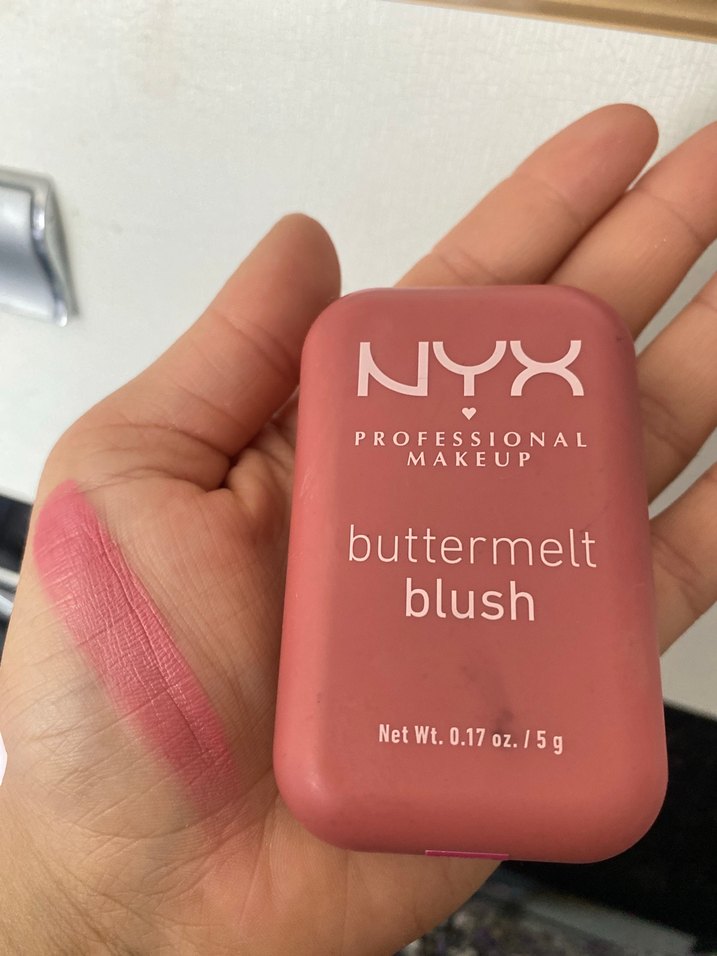 NYX
PROFESSIONAL
MAKEUP
buttermelt
blush
Net Wt. 0.17 oz. / 5 g